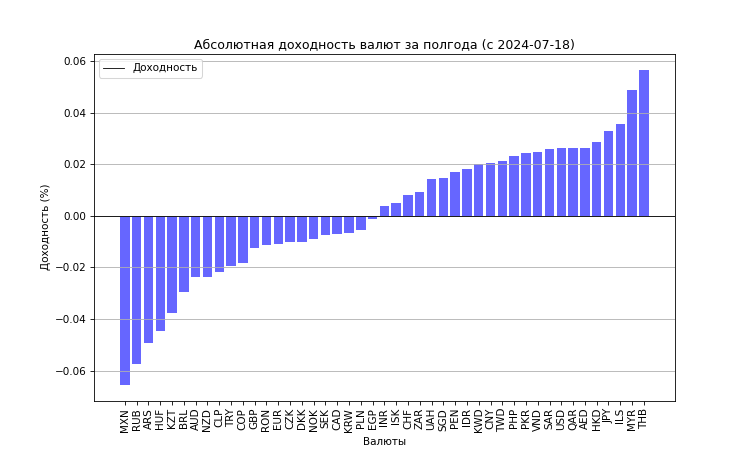 Абсолютная доходность валют за полгода (с 2024-07-18)
Доходность
Доходность (%)
0.06
0.04
0.02
0.00
−0.02
−0.04
−0.06
MXN RUB ARS HUF KZT BRL AUD NZD CLP TRY COP GBP RON EUR CZK DKK NOK SEK CAD KRW PLN EGP INR ISK CHF ZAR UAH SGD PEN IDR KWD CNY TWD PHP PKR VND SAR USD QAR AED HKD JPY ILS MYR THB
Валюты